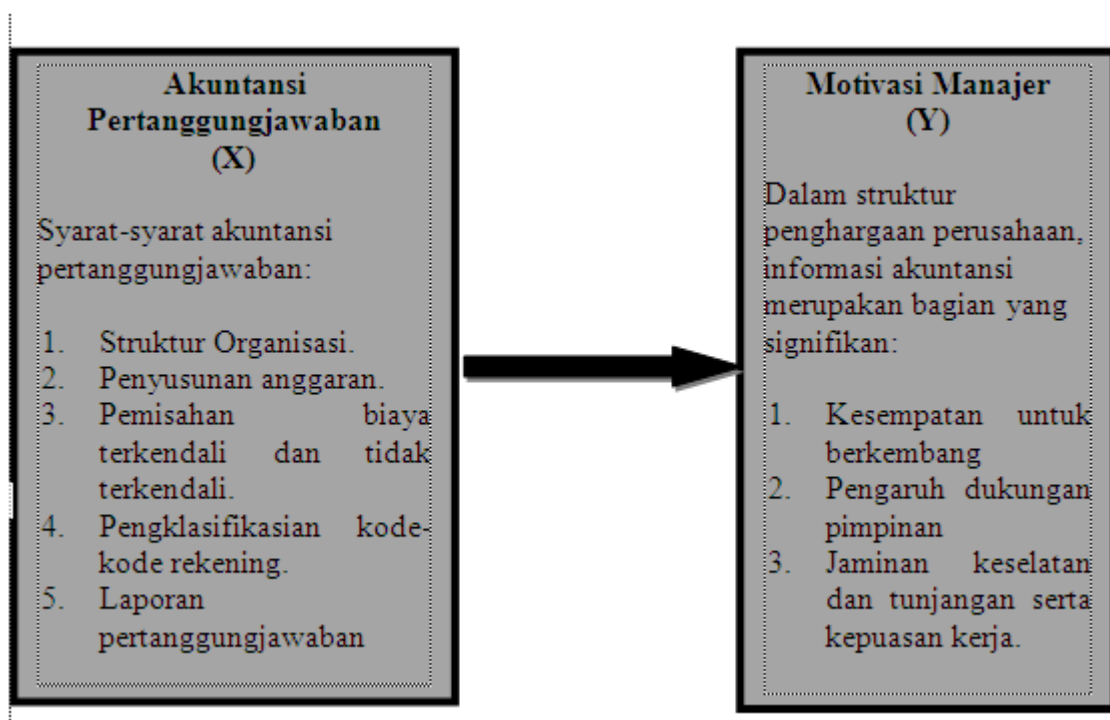 Akuntansi
Pertanggungjawaban
(X)
Syarat-syarat akuntansi
pertanggungjawaban:
1. Struktur Organisasi.
2. Penyusunan anggaran.
3. Pemisahan biaya
terkendali dan tidak
terkendali.
4. Pengklasifikasian kode-
kode rekening.
5. Laporan
pertanggungjawaban
Motivasi Manajer
(Y)
Dalam struktur
penghargaan perusahaan,
informasi akuntansi
merupakan bagian yang
signifikan:
1. Kesempatan untuk
berkembang
2. Pengaruh dukungan
pimpinan
3. Jaminan keselatan
dan tunjangan serta
kepuasan kerja.